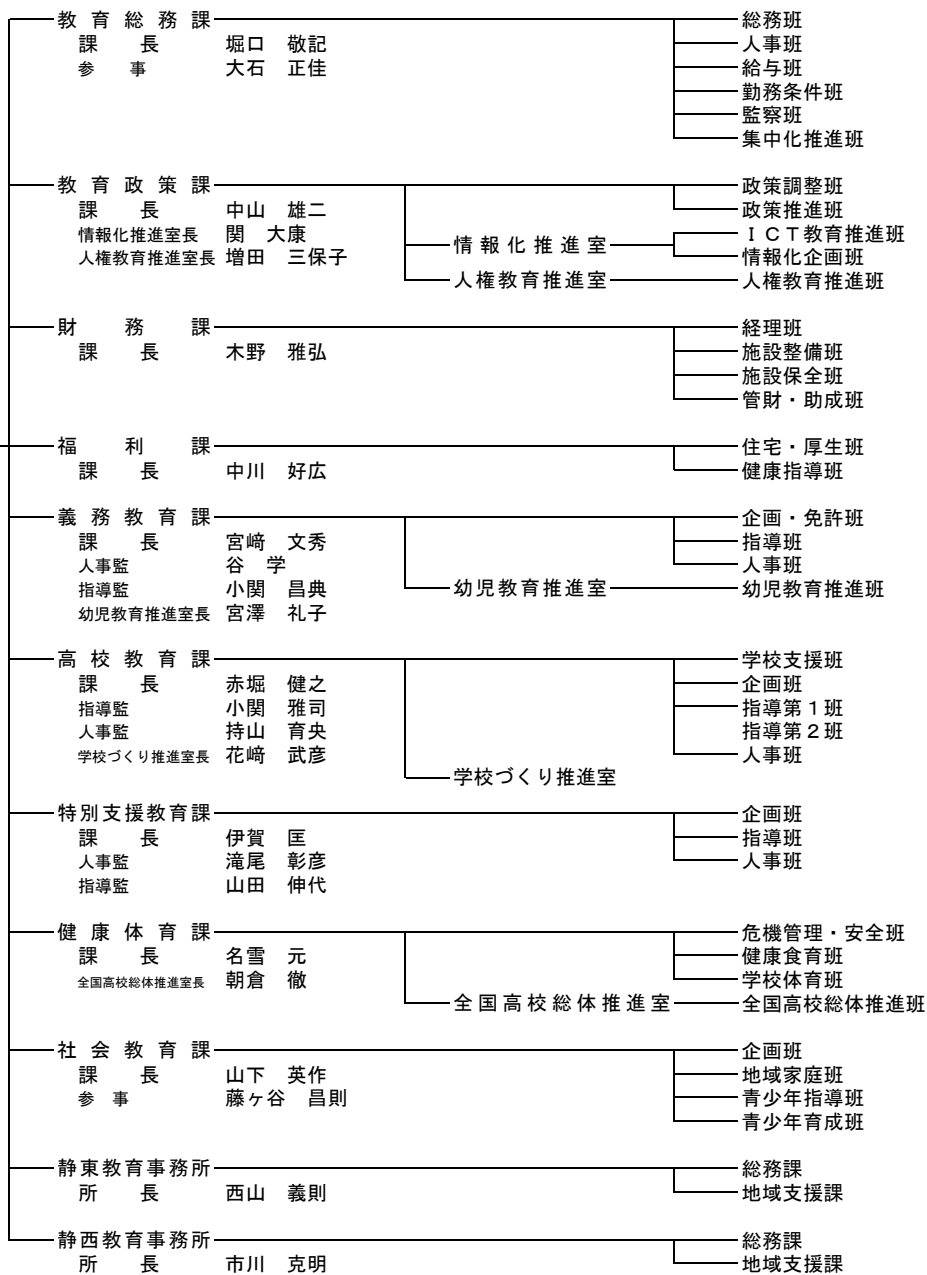 教育総務課 総務班
課長 堀口 敬記 人事班
参事 大石 正佳 給与班
勤務条件班
監察班
集中化推進班
教育政策課 政策調整班
課長 中山 雄二 政策推進班
情報化推進室長 関 大康 情報化推進室 ＩＣＴ教育推進班
人権教育推進室長 増田 三保子 情報化企画班
人権教育推進室 人権教育推進班
財務課 経理班
課長 木野 雅弘 施設整備班
施設保全班
管財・助成班
福利課 住宅・厚生班
課長 中川 好広 健康指導班
義務教育課 企画・免許班
課長 宮﨑 文秀 指導班
人事監 谷 学 人事班
指導監 小関 昌典 幼児教育推進室 幼児教育推進班
幼児教育推進室長 宮澤 礼子
高校教育課 学校支援班
課長 赤堀 健之 企画班
指導監 小関 雅司 指導第１班
人事監 持山 育央 指導第２班
学校づくり推進室長 花﨑 武彦 人事班
学校づくり推進室
特別支援教育課 企画班
課長 伊賀 匡 指導班
人事監 滝尾 彰彦 人事班
指導監 山田 伸代
健康体育課 危機管理・安全班
課長 名雪 元 健康食育班
全国高校総体推進室長 朝倉 徹 学校体育班
全国高校総体推進室 全国高校総体推進班
社会教育課 企画班
課長 山下 英作 地域家庭班
参事 藤ヶ谷 昌則 青少年指導班
青少年育成班
静東教育事務所 総務課
所長 西山 義則 地域支援課
静西教育事務所 総務課
所長 市川 克明 地域支援課